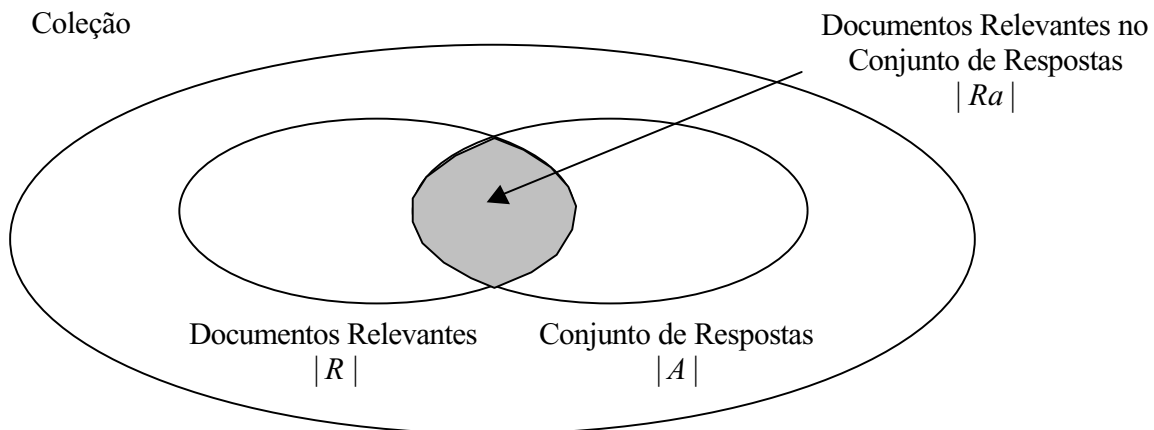 Coleção
Documentos Relevantes no
Conjunto de Respostas
| Ra |
Documentos Relevantes
| R |
Conjunto de Respostas
| A |